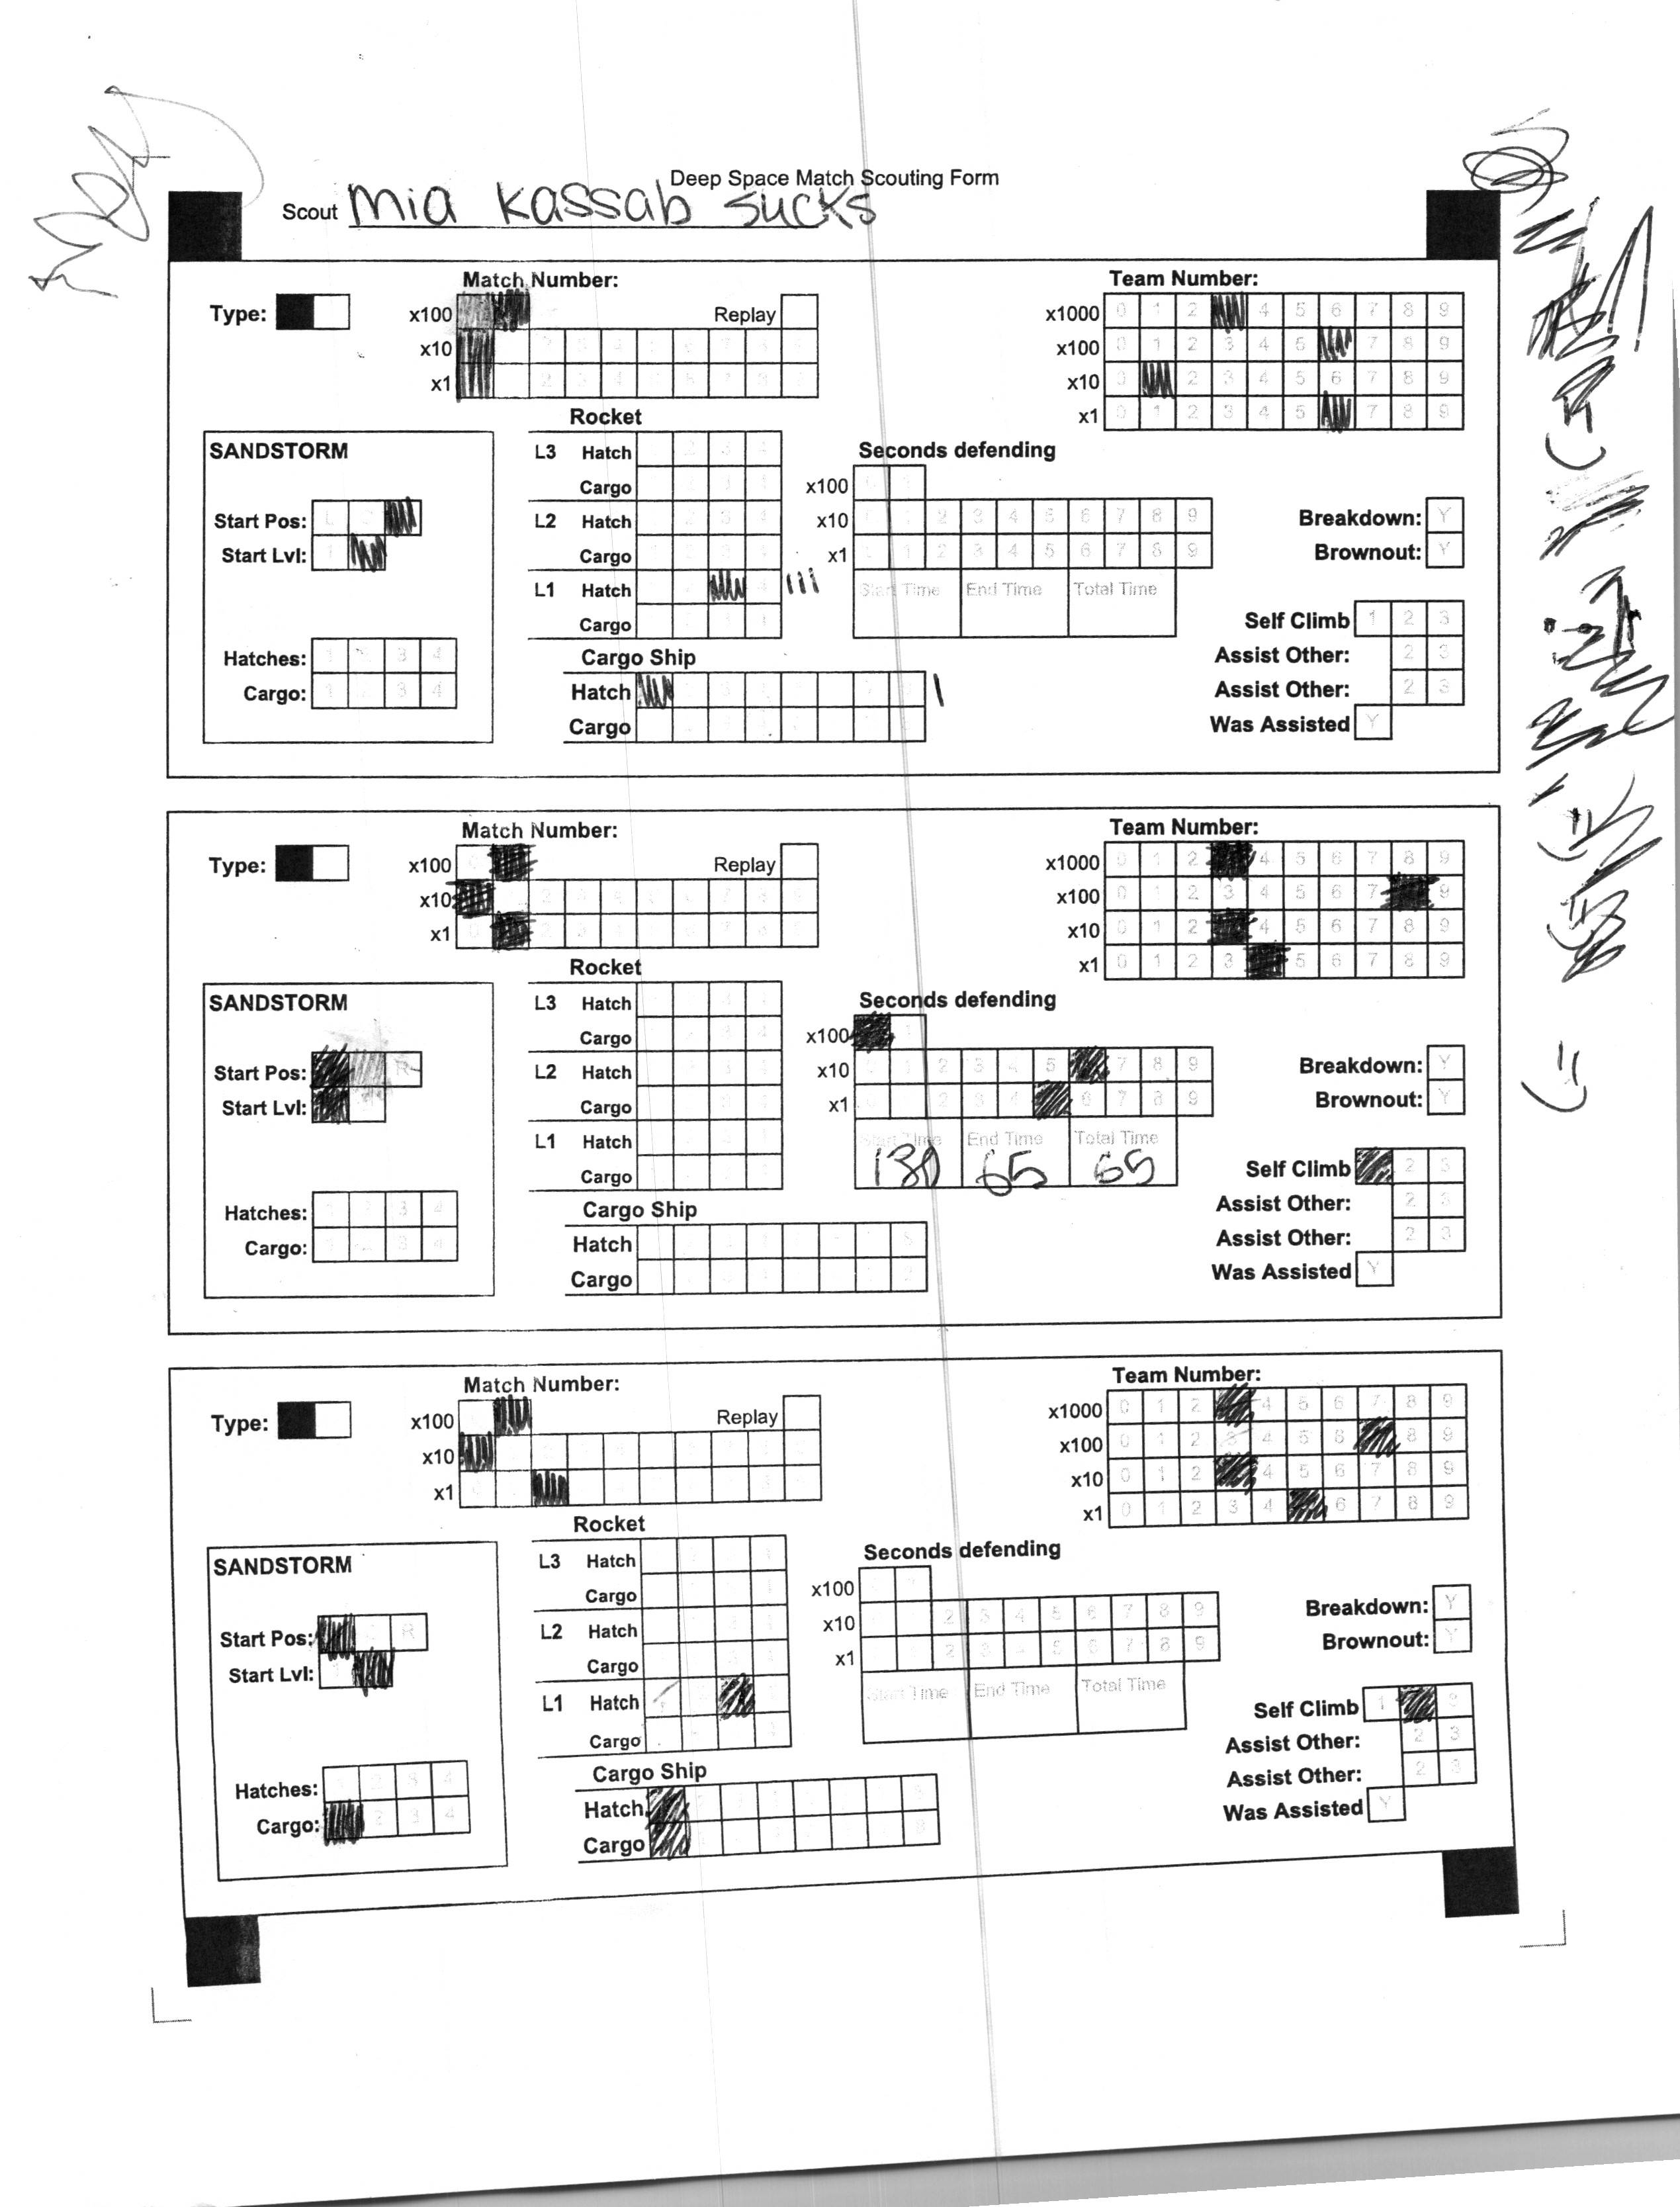 Deep Space Match Scouting Form
Scout mia kassab sucks
Match Number: Team Number:
Type: x100 Replay x1000 0 1 2 4 5 6 7 8 9
x10 x100 0 1 2 3 4 5 7 8 9
x1 2 3 4 x10 0 2 3 4 5 6 7 8 9
Rocket x1 0 1 2 3 4 5 7 8 9
SANDSTORM L3 Hatch Seconds defending
Cargo x100
Start Pos: L2 Hatch x10 2 3 4 5 6 7 8 9 Breakdown: Y
Start Lvl: 1 Cargo x1 2 3 4 5 6 7 8 9 Brownout: Y
L1 Hatch III Start Time End Time Total Time
Cargo Self Climb 1 2 3
Hatches: 1 2 3 4 Cargo Ship Assist Other: 2 3
Cargo: 1 2 3 4 Hatch I Assist Other: 2 3
Cargo Was Assisted Y
Match Number: Team Number:
Type: x100 Replay x1000 0 1 2 4 5 6 7 8 9
x10 x100 0 1 2 3 4 5 6 7 9
x1 x10 0 1 2 4 5 6 7 8 9
Rocket x1 0 1 2 3 5 6 7 8 9
SANDSTORM L3 Hatch Seconds defending
Cargo x100
Start Pos: R L2 Hatch x10 2 3 4 5 7 8 9 Breakdown: Y
Start Lvl: Cargo x1 2 3 4 6 7 8 9 Brownout: Y
L1 Hatch Start Time End Time Total Time
Cargo 130 65 65 Self Climb 2 3
Hatches: 1 2 3 4 Cargo Ship Assist Other: 2 3
Cargo: 1 2 3 4 Hatch Assist Other: 2 3
Cargo Was Assisted Y
Match Number: Team Number:
Type: x100 Replay x1000 0 1 2 4 5 6 7 8 9
x10 x100 0 1 2 3 4 5 6 8 9
x1 x10 0 1 2 4 5 6 7 8 9
Rocket x1 0 1 2 3 4 6 7 8 9
SANDSTORM L3 Hatch Seconds defending
Cargo x100
Start Pos: R L2 Hatch x10 2 3 4 5 6 7 8 9 Breakdown: Y
Start Lvl: Cargo x1 2 3 4 5 6 7 8 9 Brownout: Y
L1 Hatch Start Time End Time Total Time
Cargo Self Climb 1 3
Hatches: 1 2 3 4 Cargo Ship Assist Other: 2 3
Cargo: 2 3 4 Hatch Assist Other: 2 3
Cargo Was Assisted Y